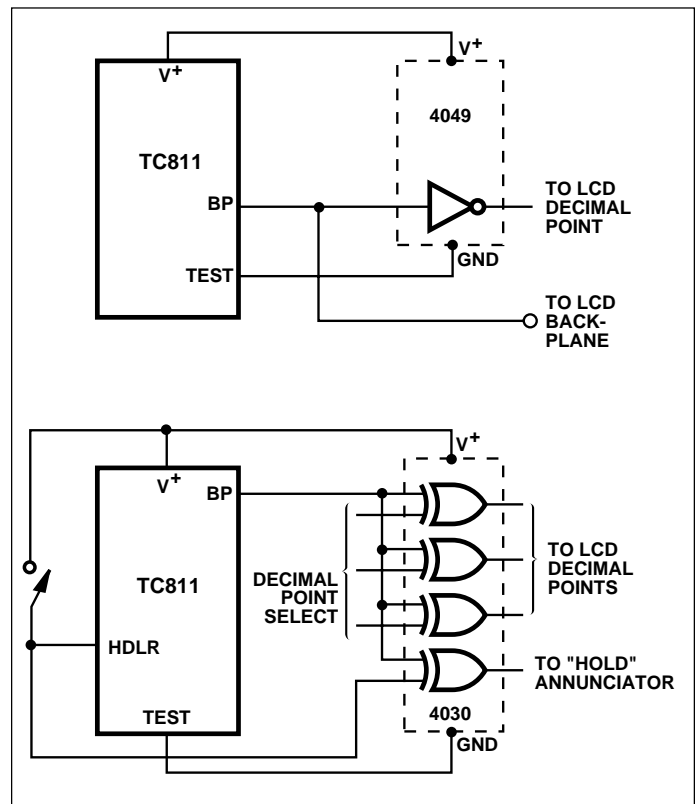 V+
V+
4049
TC811
BP
TO LCD
DECIMAL
POINT
TEST
GND
TO LCD
BACK-
PLANE
V+
V+
BP
TC811
DECIMAL
POINT
SELECT
TO LCD
DECIMAL
POINTS
HDLR
TO "HOLD"
ANNUNCIATOR
TEST
4030
GND